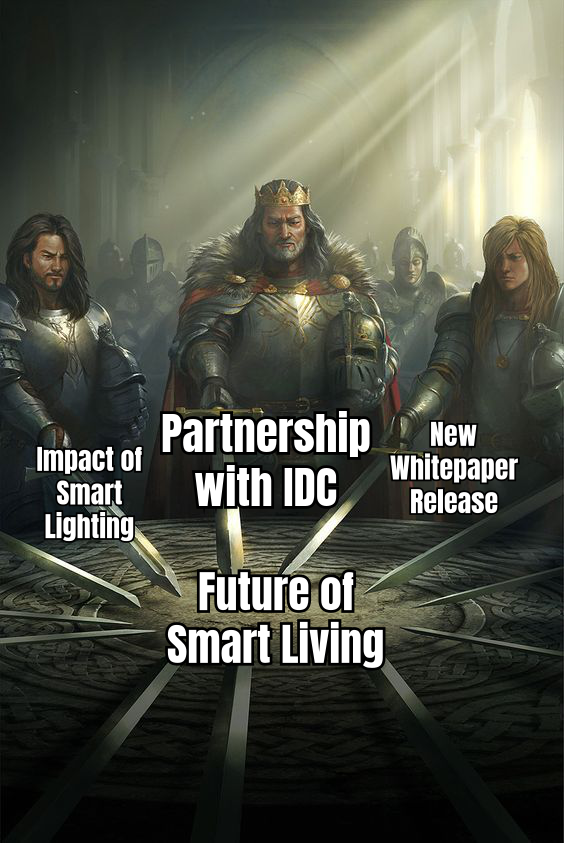 Impact of
Smart
Lighting
Partnership
with IDC
New
Whitepaper
Release
Future of
Smart Living